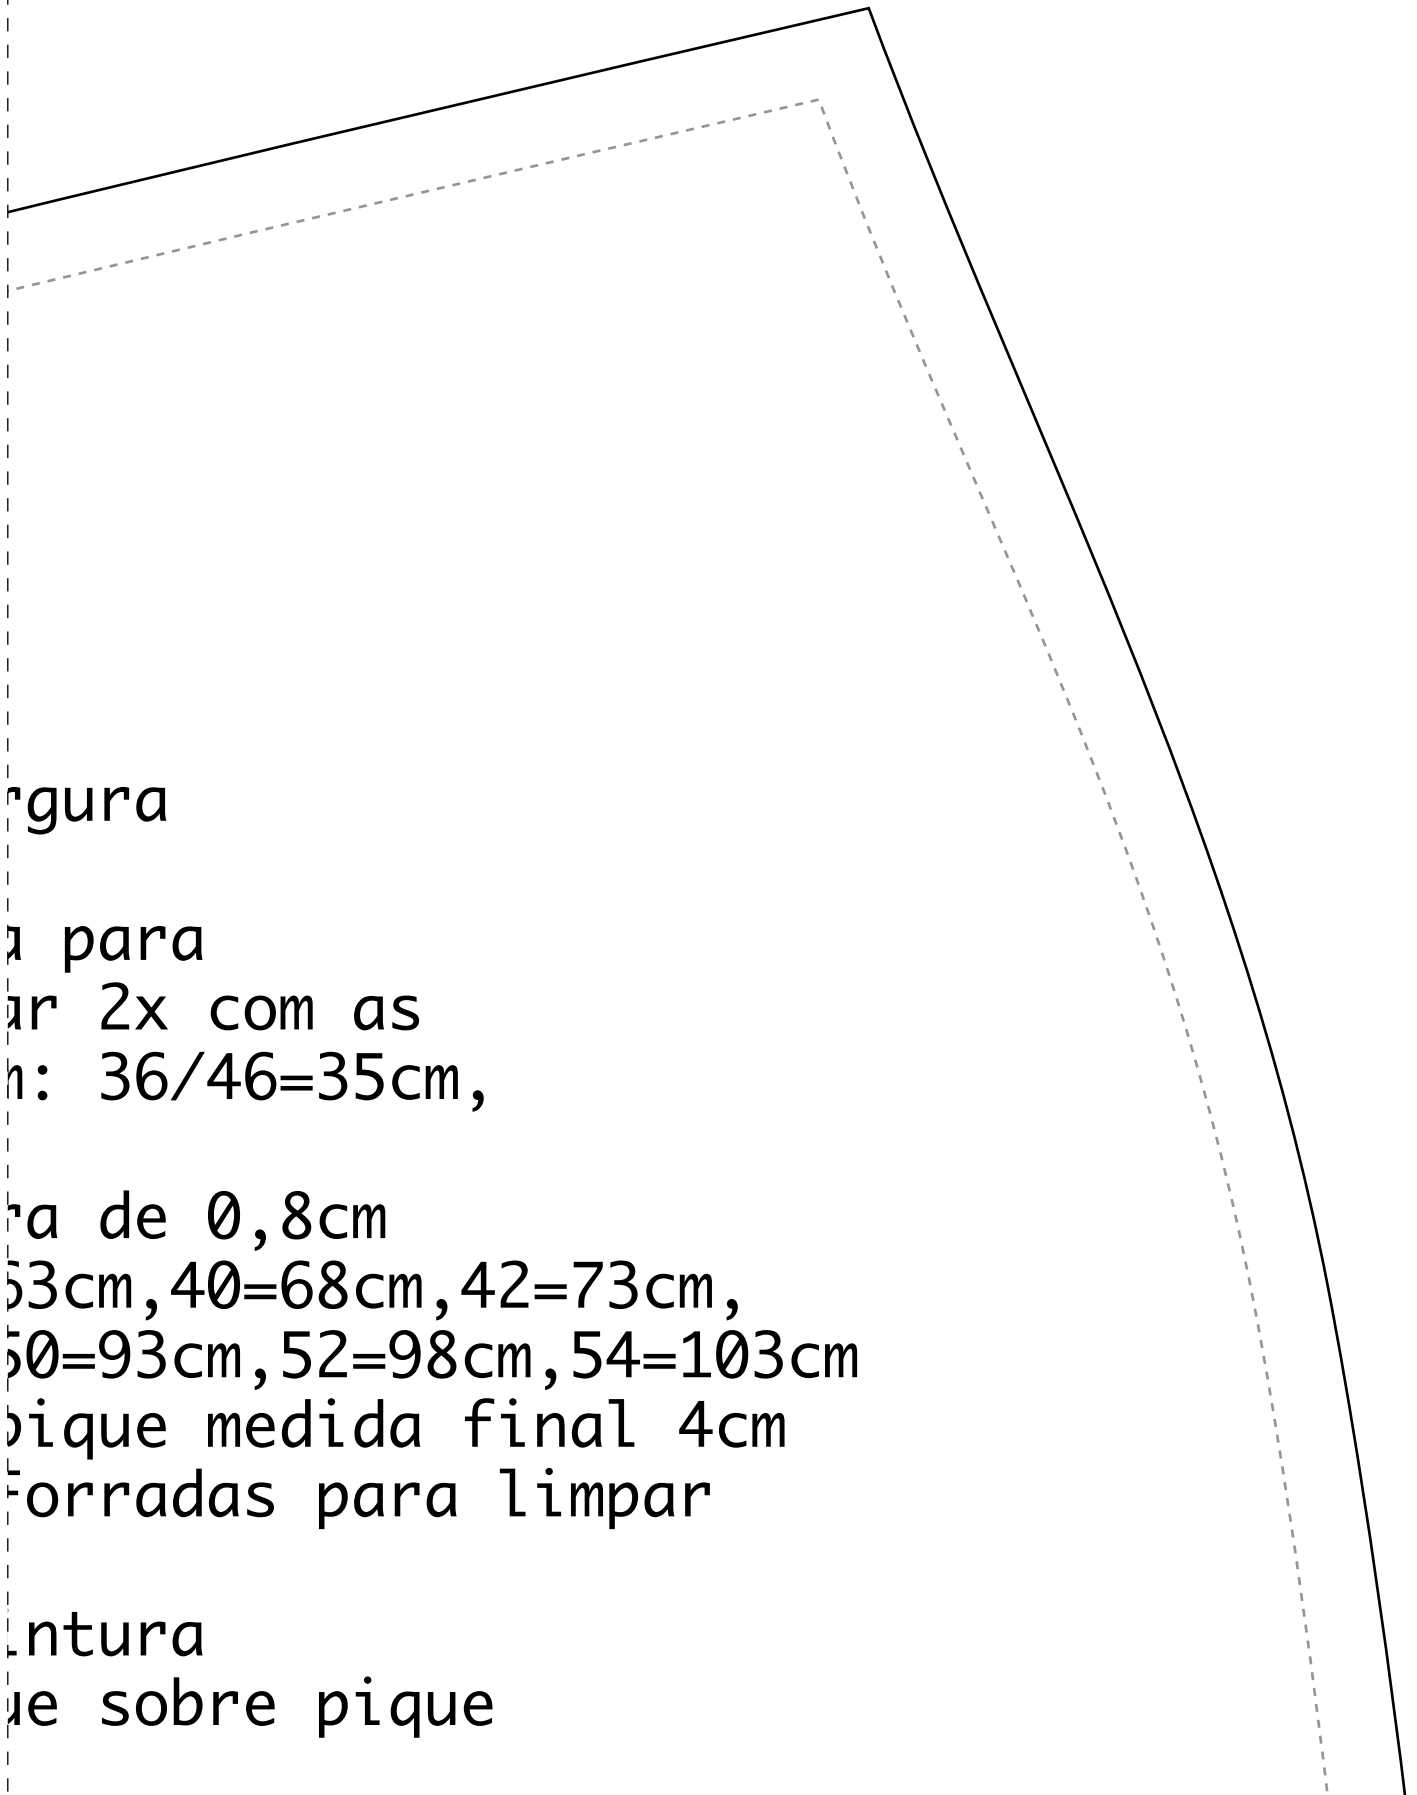 rgura
para
ar 2x com as
m: 36/46=35cm,
ra de 0,8cm
63cm,40=68cm,42=73cm,
50=93cm,52=98cm,54=103cm
pique medida final 4cm
forradas para limpar
intura
ue sobre pique